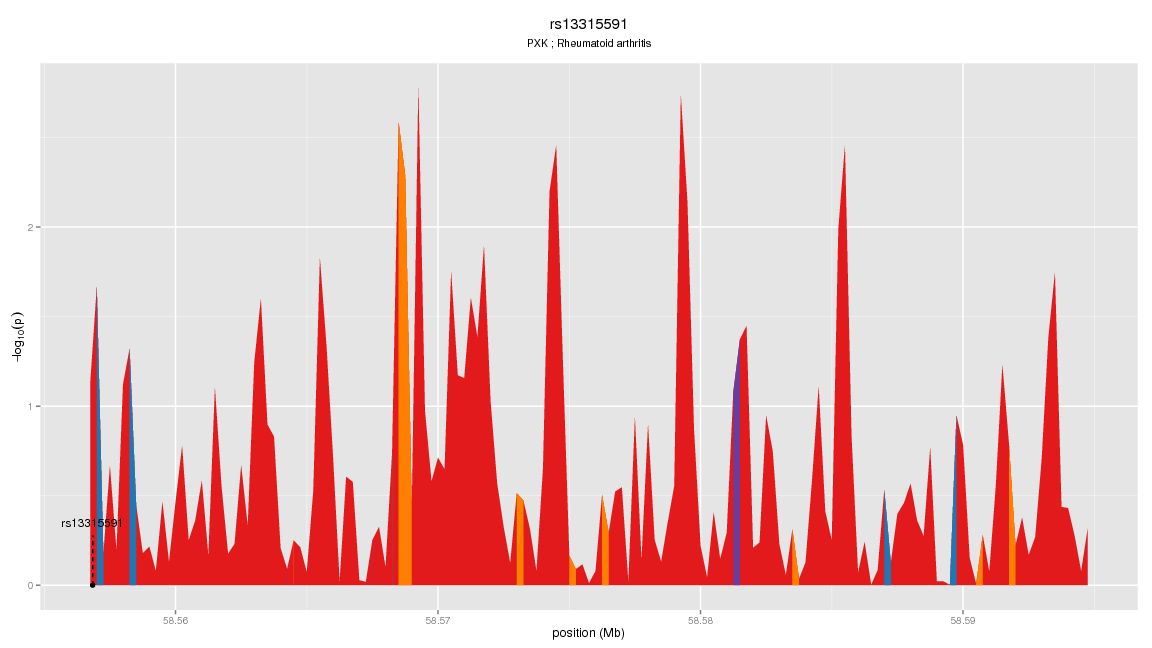 rs13315591
PXK ; Rheumatoid arthritis
−log10(p)
2
1
0
rs13315591
58.56 58.57 58.58 58.59
position (Mb)